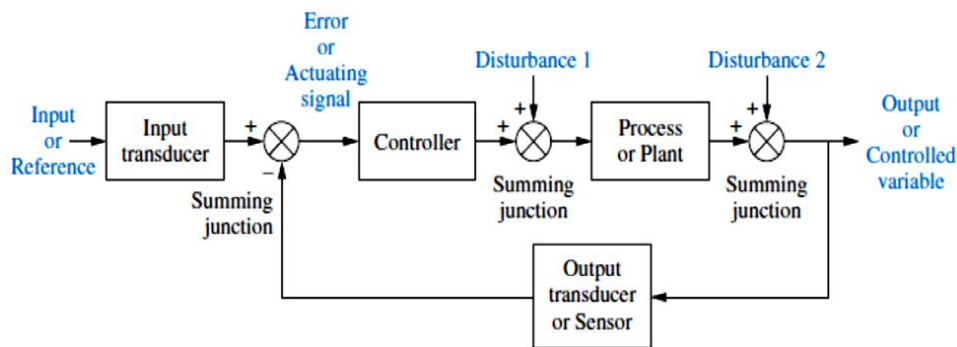 Error
or
Actuating
signal
Disturbance 1
Disturbance 2
Input
or
Reference
Input
transducer
+
−
Summing
junction
Controller
+
+
Summing
junction
Process
or Plant
+
+
Summing
junction
Output
or
Controlled
variable
Output
transducer
or Sensor